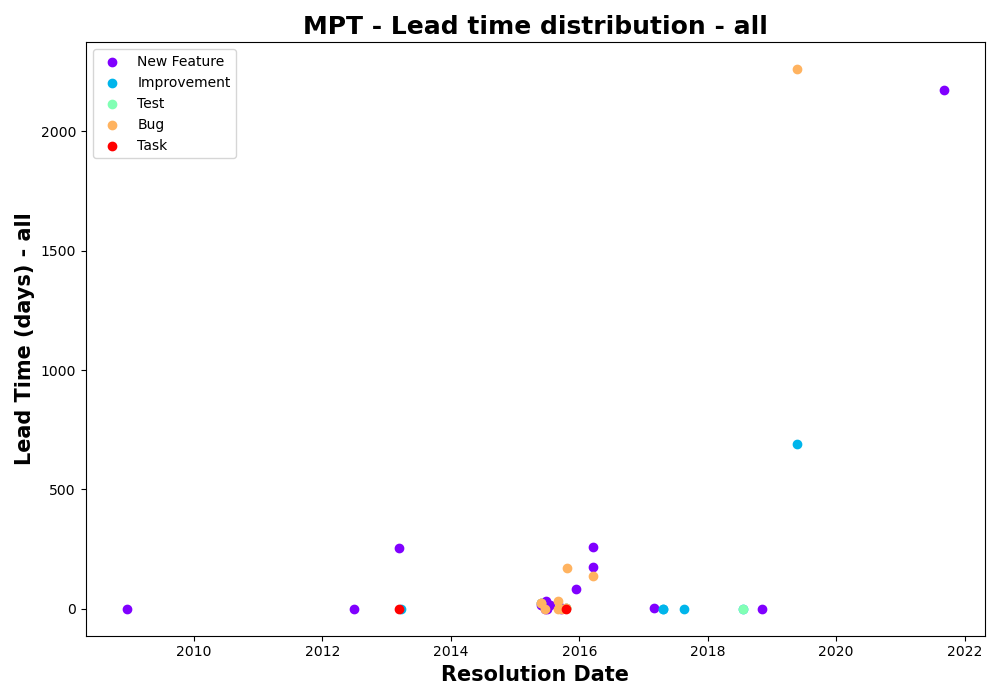 MPT - Lead time distribution - all
New Feature
Improvement
Test
Bug
Task
Lead Time (days) - all
2000
1500
1000
500
0
2010 2012 2014 2016 2018 2020 2022
Resolution Date